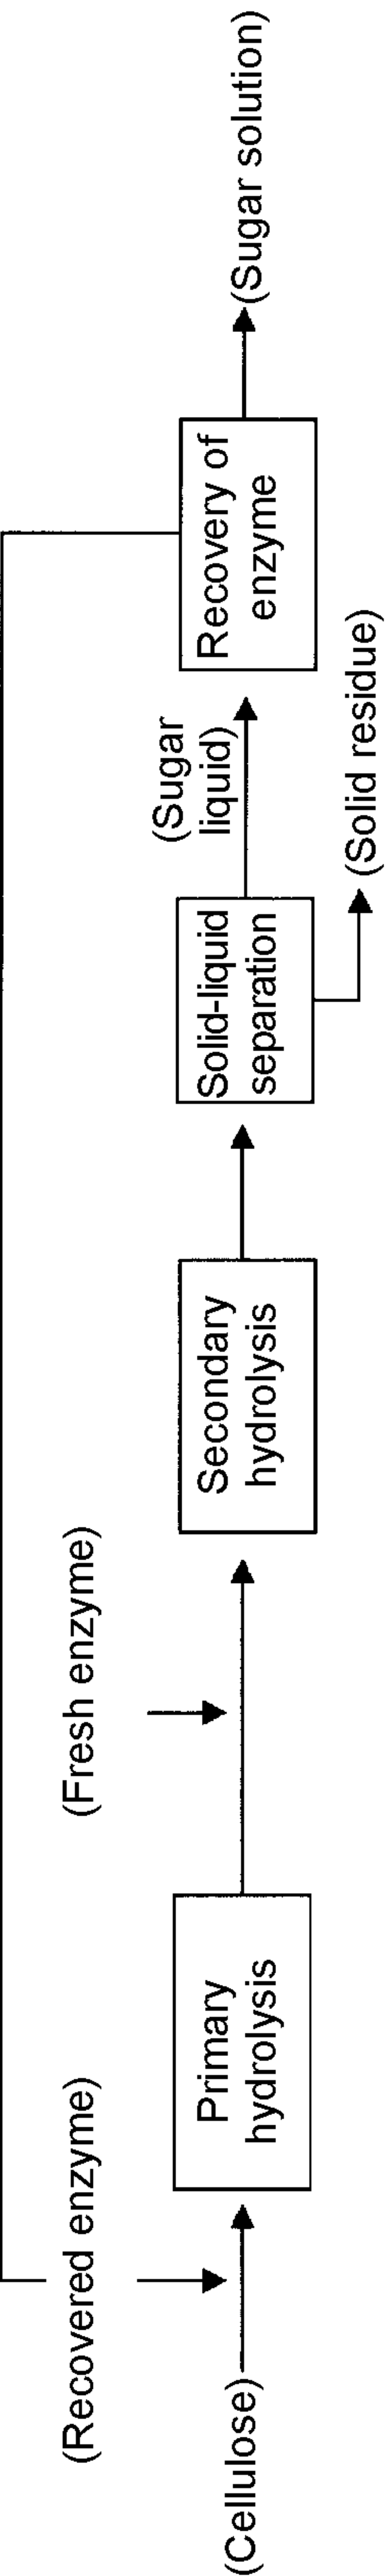 (Recovered enzyme)
(Fresh enzyme)
(Cellulose)
Primary
hydrolysis
Secondary
hydrolysis
Solid-liquid
separation
(Sugar
liquid)
(Solid residue)
Recovery of
enzyme
(Sugar solution)